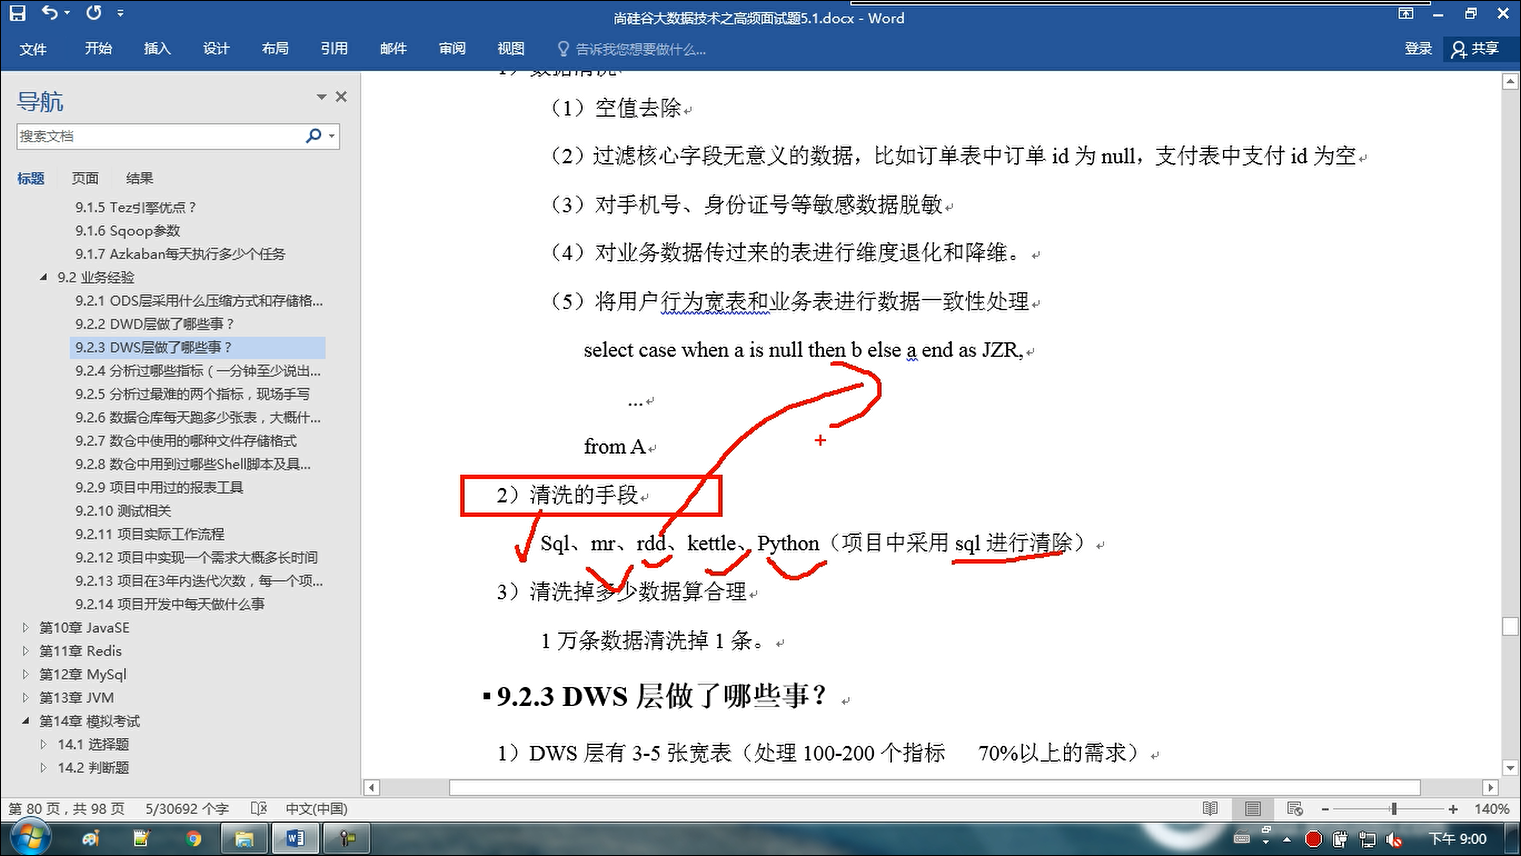 尚硅谷大数据技术之高频面试题5.1.docx - Word
文件 开始 插入 设计 布局 引用 邮件 审阅 视图 告诉我您想要做什么... 登录 共享
导航
搜索文档
标题 页面 结果
9.1.5 Tez引擎优点？
9.1.6 Sqoop参数
9.1.7 Azkaban每天执行多少个任务
9.2 业务经验
9.2.1 ODS层采用什么压缩方式和存储格...
9.2.2 DWD层做了哪些事？
9.2.3 DWS层做了哪些事？
9.2.4 分析过哪些指标（一分钟至少说出...
9.2.5 分析过最难的两个指标，现场手写
9.2.6 数据仓库每天跑多少张表，大概什...
9.2.7 数仓中使用的哪种文件存储格式
9.2.8 数仓中用到过哪些Shell脚本及具...
9.2.9 项目中用过的报表工具
9.2.10 测试相关
9.2.11 项目实际工作流程
9.2.12 项目中实现一个需求大概多长时间
9.2.13 项目在3年内迭代次数，每一个项...
9.2.14 项目开发中每天做什么事
第10章 JavaSE
第11章 Redis
第12章 MySql
第13章 JVM
第14章 模拟考试
14.1 选择题
14.2 判断题
1）数据清洗
（1）空值去除
（2）过滤核心字段无意义的数据，比如订单表中订单 id 为 null，支付表中支付 id 为空
（3）对手机号、身份证号等敏感数据脱敏
（4）对业务数据传过来的表进行维度退化和降维。
（5）将用户行为宽表和业务表进行数据一致性处理
select case when a is null then b else a end as JZR,
...
from A
2）清洗的手段
Sql、mr、rdd、kettle、Python（项目中采用 sql 进行清除）
3）清洗掉多少数据算合理
1 万条数据清洗掉 1 条。
9.2.3 DWS 层做了哪些事？
1）DWS 层有 3-5 张宽表（处理 100-200 个指标 70%以上的需求）
第 80 页，共 98 页 5/30692 个字 中文(中国) 140%
下午 9:00